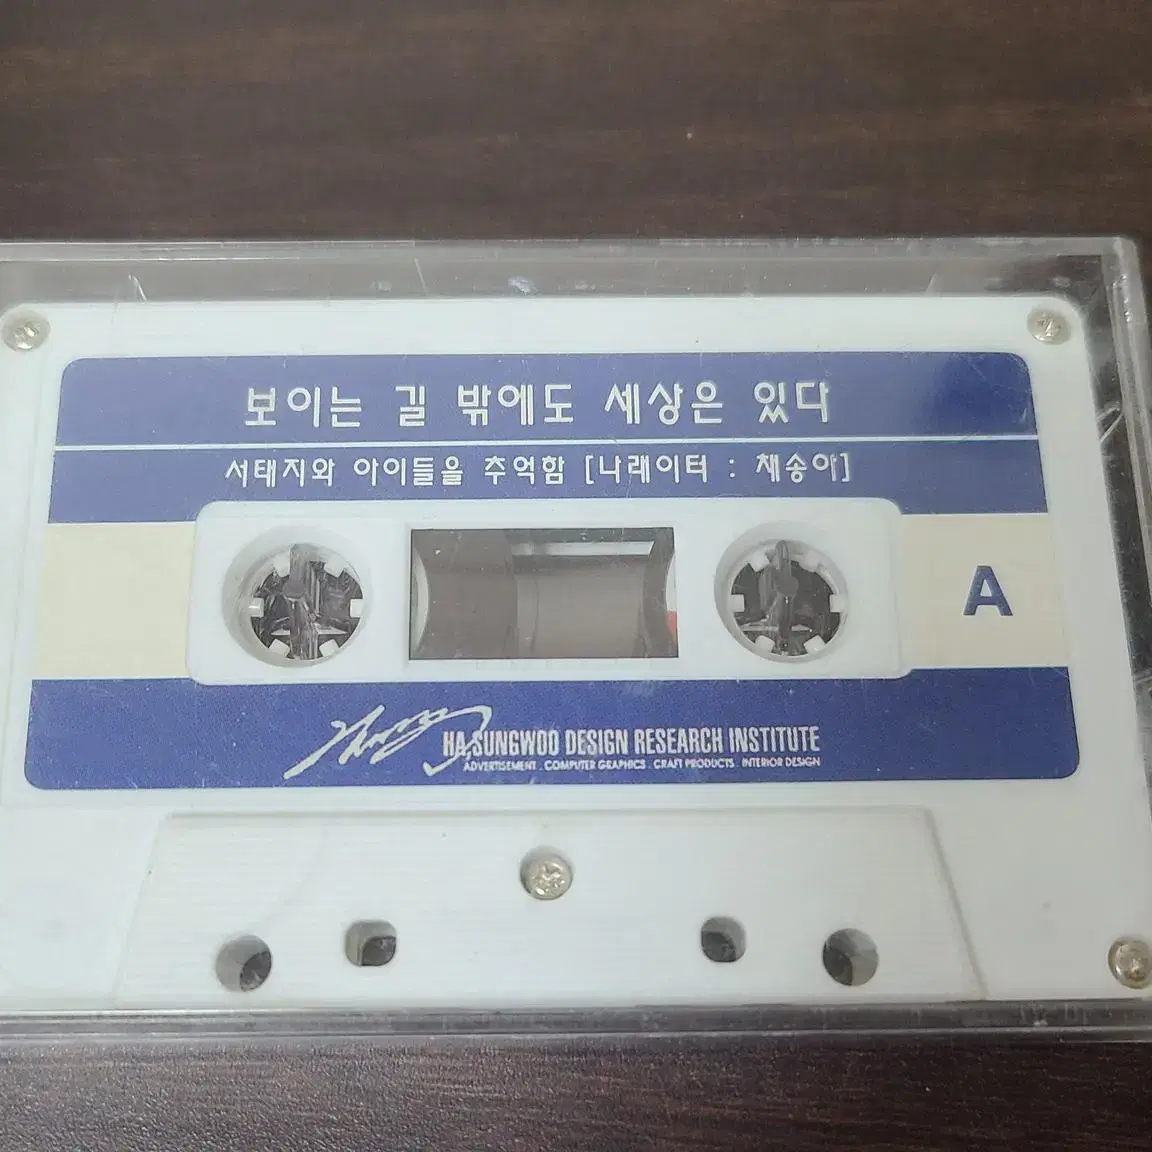 보이는 길 밖에도 세상은 있다
서태지와 아이들을 추억함 [나래이터 : 채송아]
A
HA, SUNGWOO DESIGN RESEARCH INSTITUTE
ADVERTISEMENT . COMPUTER GRAPHICS . CRAFT PRODUCTS . INTERIOR DESIGN